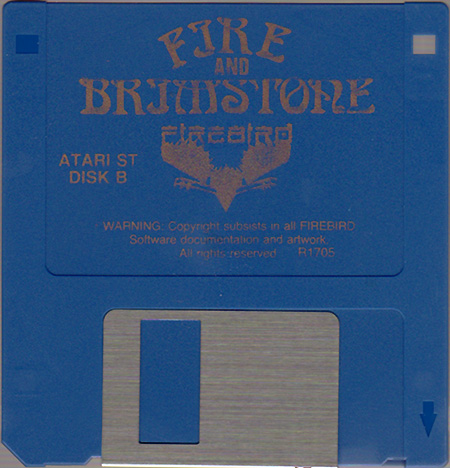 FIRE
AND
BRIMSTONE
FIREBIRD
ATARI ST
DISK B
WARNING: Copyright subsists in all FIREBIRD
Software documentation and artwork.
All rights reserved R1705